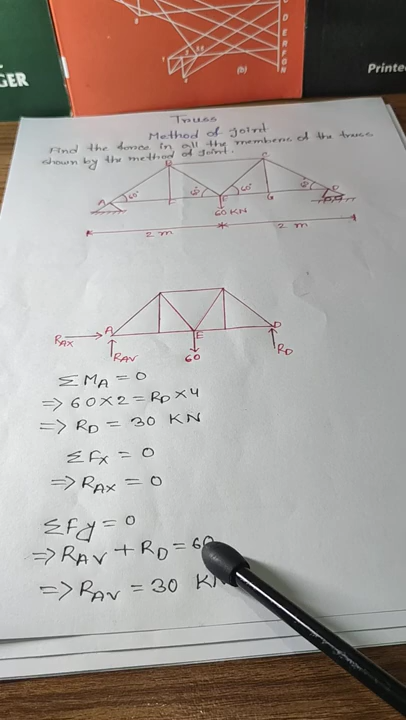 GER
(b)
D E R F G N
Printe
Truss
Method of Joint
Find the force in all the members of the truss
shown by the method of joint.
B C
A 60° 60° 60° 60° D
F E G
60 KN
2 m 2 m
RAX A E D
RAV 60 RD
ΣMA = 0
=> 60 X 2 = RD X 4
=> RD = 30 KN
ΣFx = 0
=> RAX = 0
ΣFy = 0
=> RAV + RD = 60
=> RAV = 30 KN